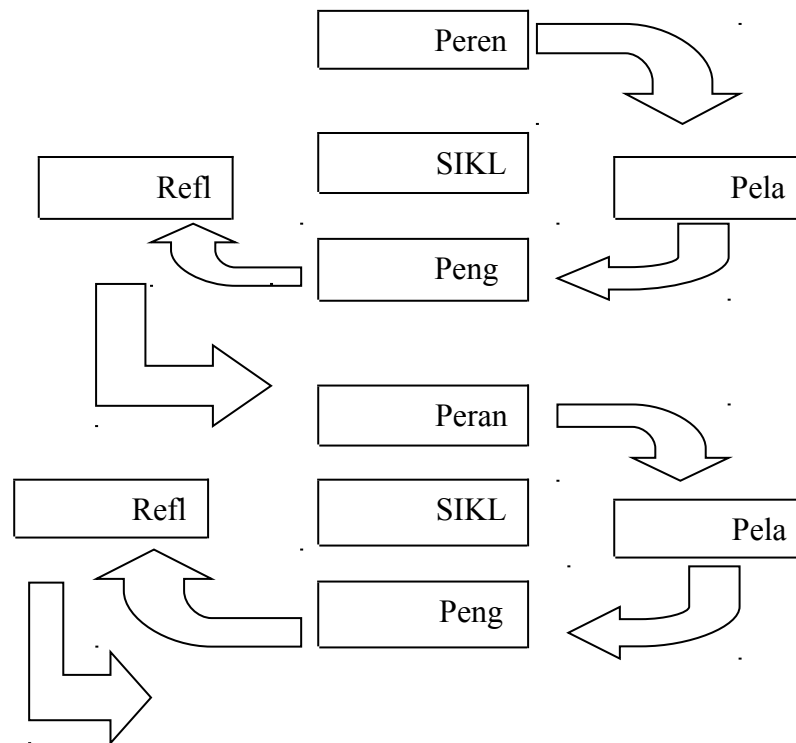 Peren
SIKL
Refl
Pela
Peng
Peran
Refl
SIKL
Pela
Peng